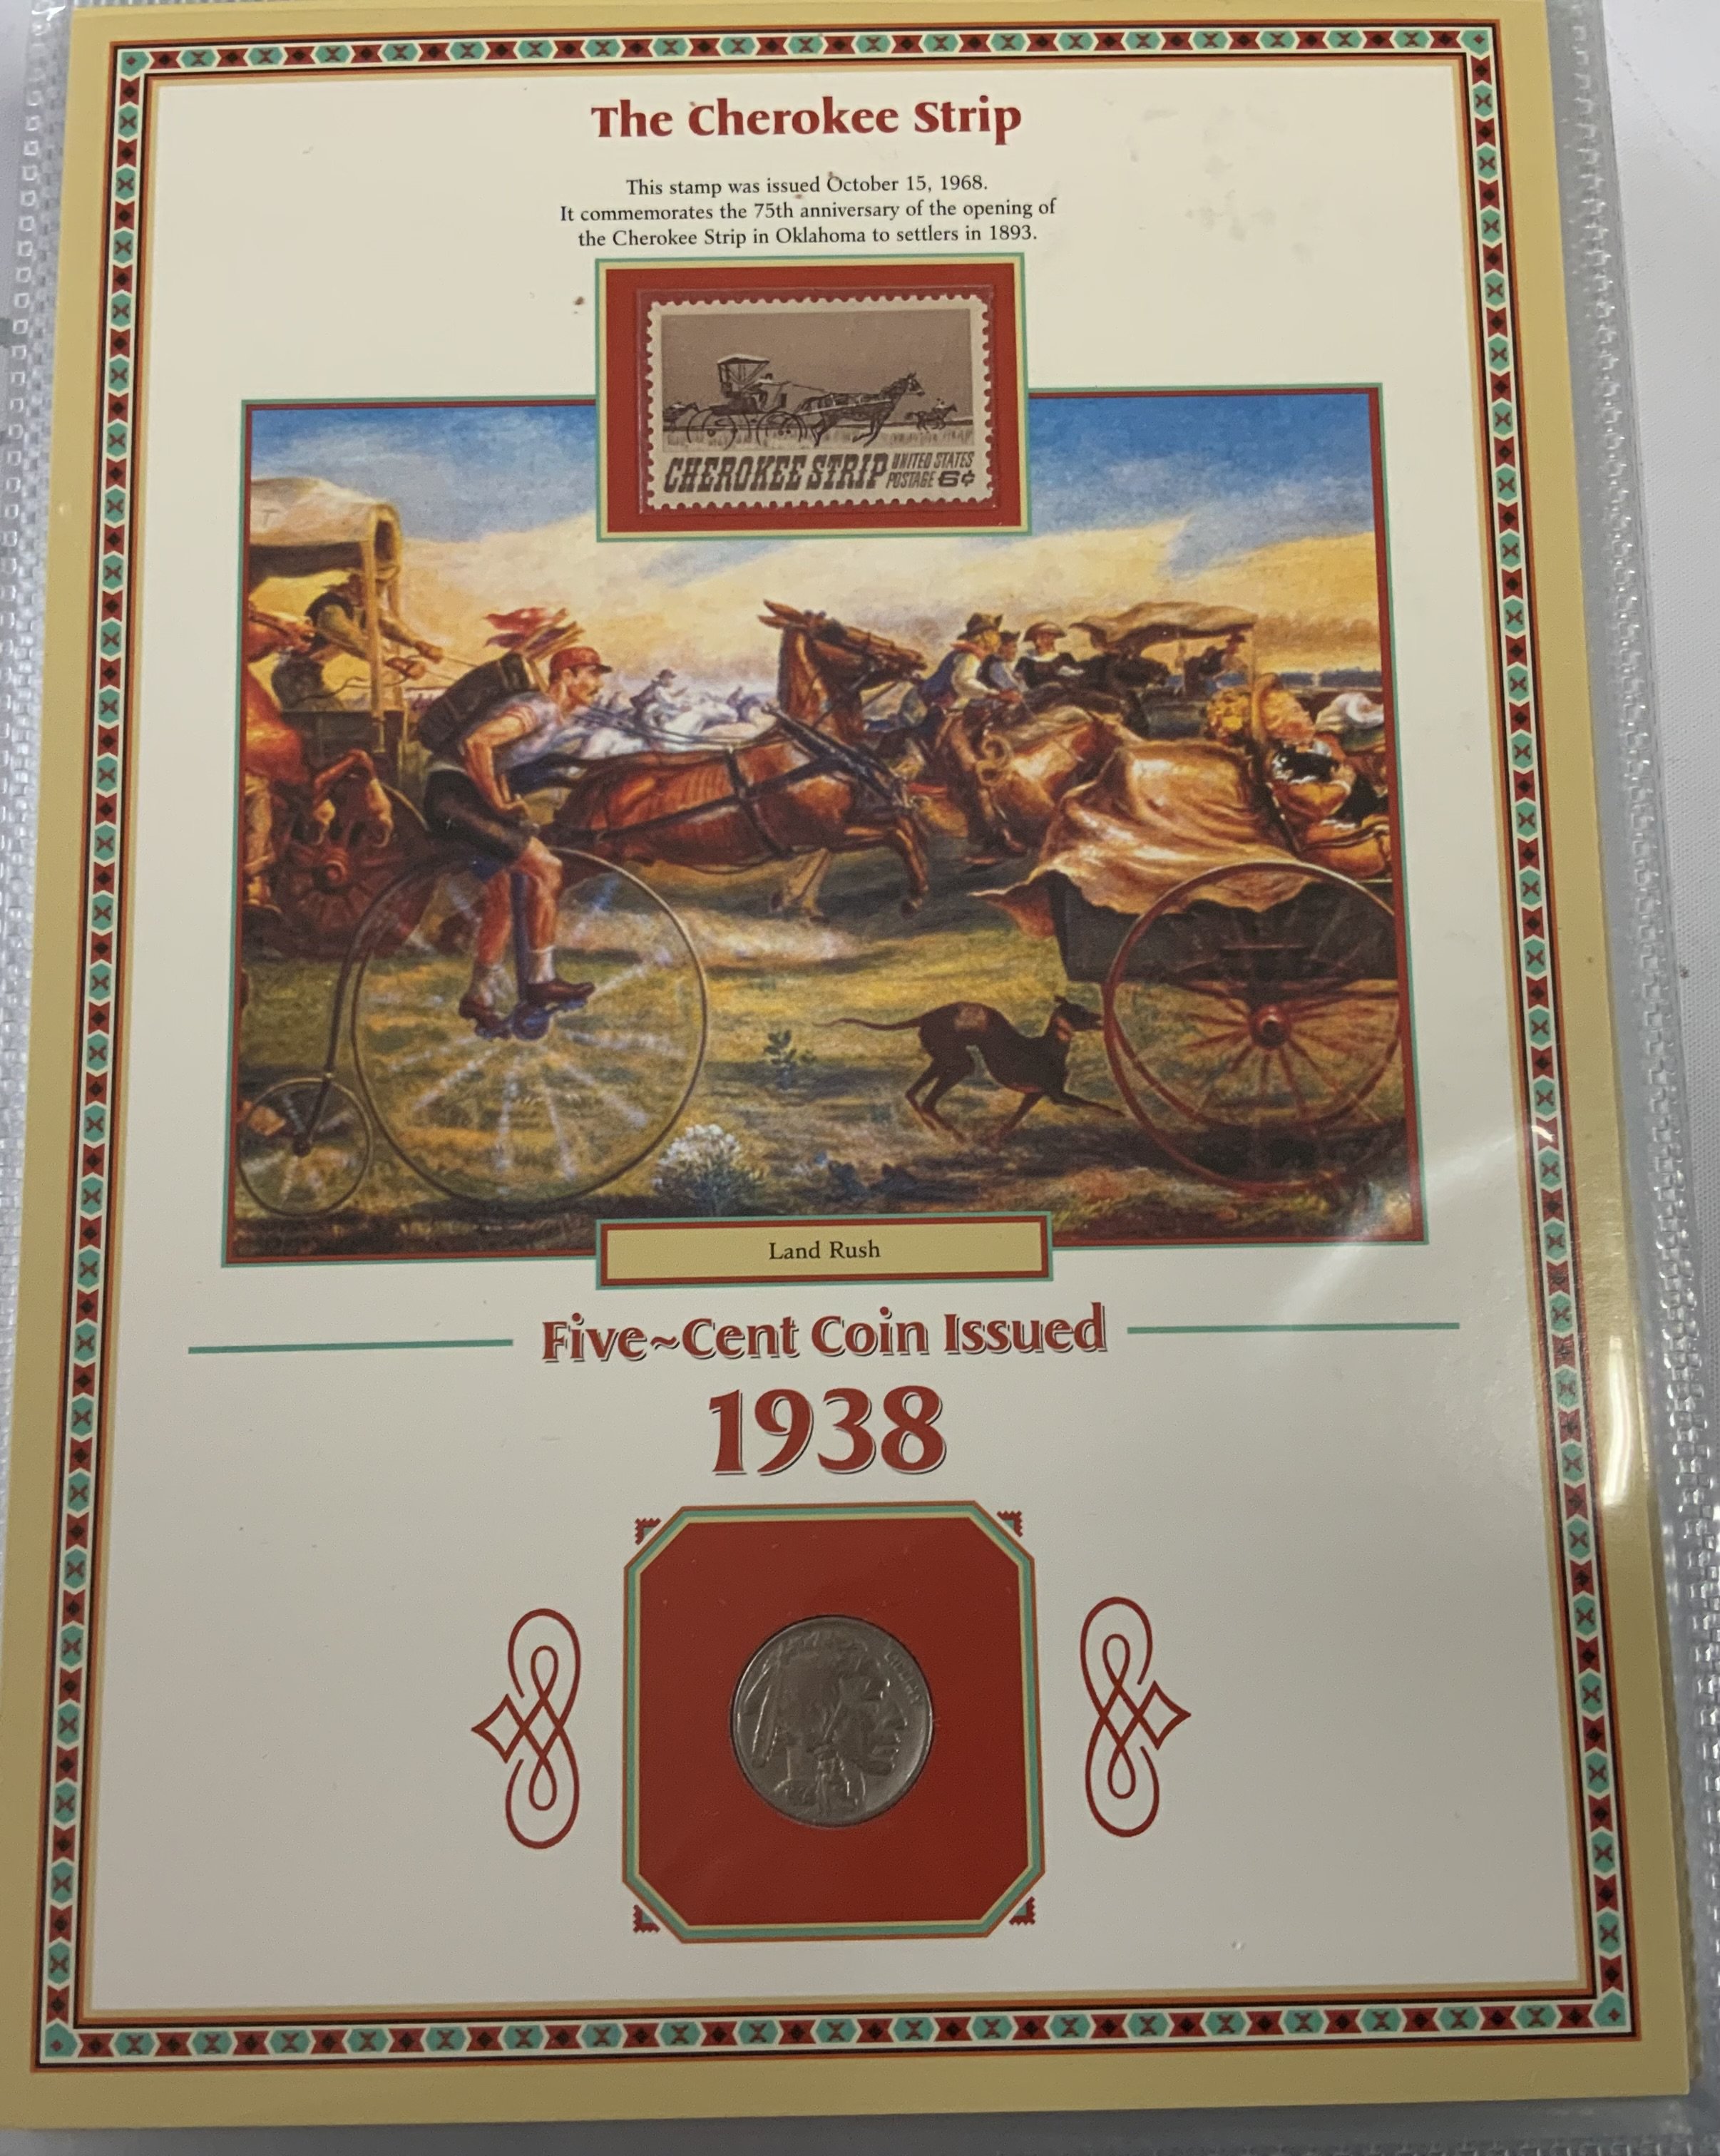 The Cherokee Strip
This stamp was issued October 15, 1968.
It commemorates the 75th anniversary of the opening of
the Cherokee Strip in Oklahoma to settlers in 1893.
CHEROKEE STRIP UNITED STATES
POSTAGE 6¢
Land Rush
Five~Cent Coin Issued
1938
LIBERTY